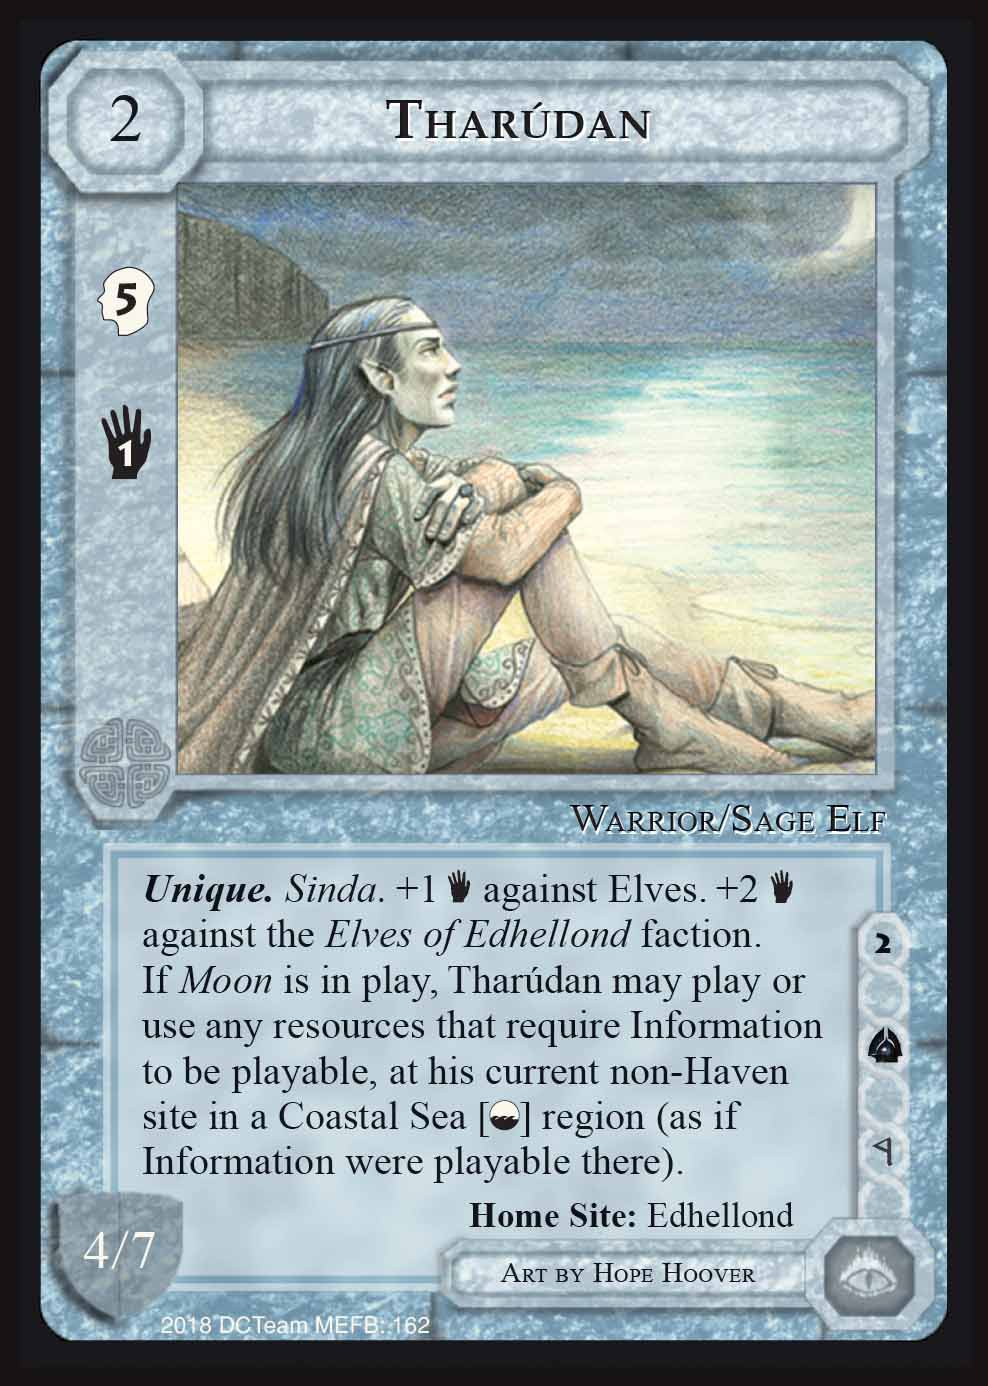 2
Tharúdan
5
1
Warrior/Sage Elf
Unique. Sinda. +1 against Elves. +2
against the Elves of Edhellond faction.
If Moon is in play, Tharúdan may play or
use any resources that require Information
to be playable, at his current non-Haven
site in a Coastal Sea [ ] region (as if
Information were playable there).
2
Home Site: Edhellond
4/7
Art by Hope Hoover
2018 DCTeam MEFB: 162